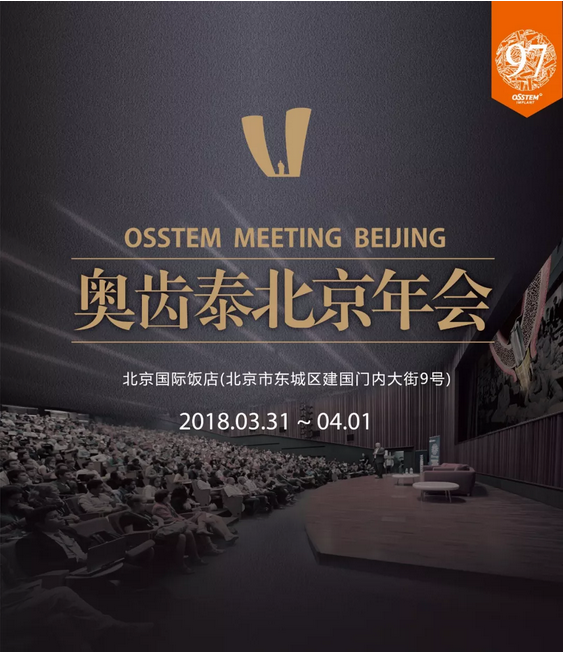 97
OSSTEM
IMPLANT
OSSTEM MEETING BEIJING
奥齿泰北京年会
北京国际饭店(北京市东城区建国门内大街9号)
2018.03.31 ~ 04.01